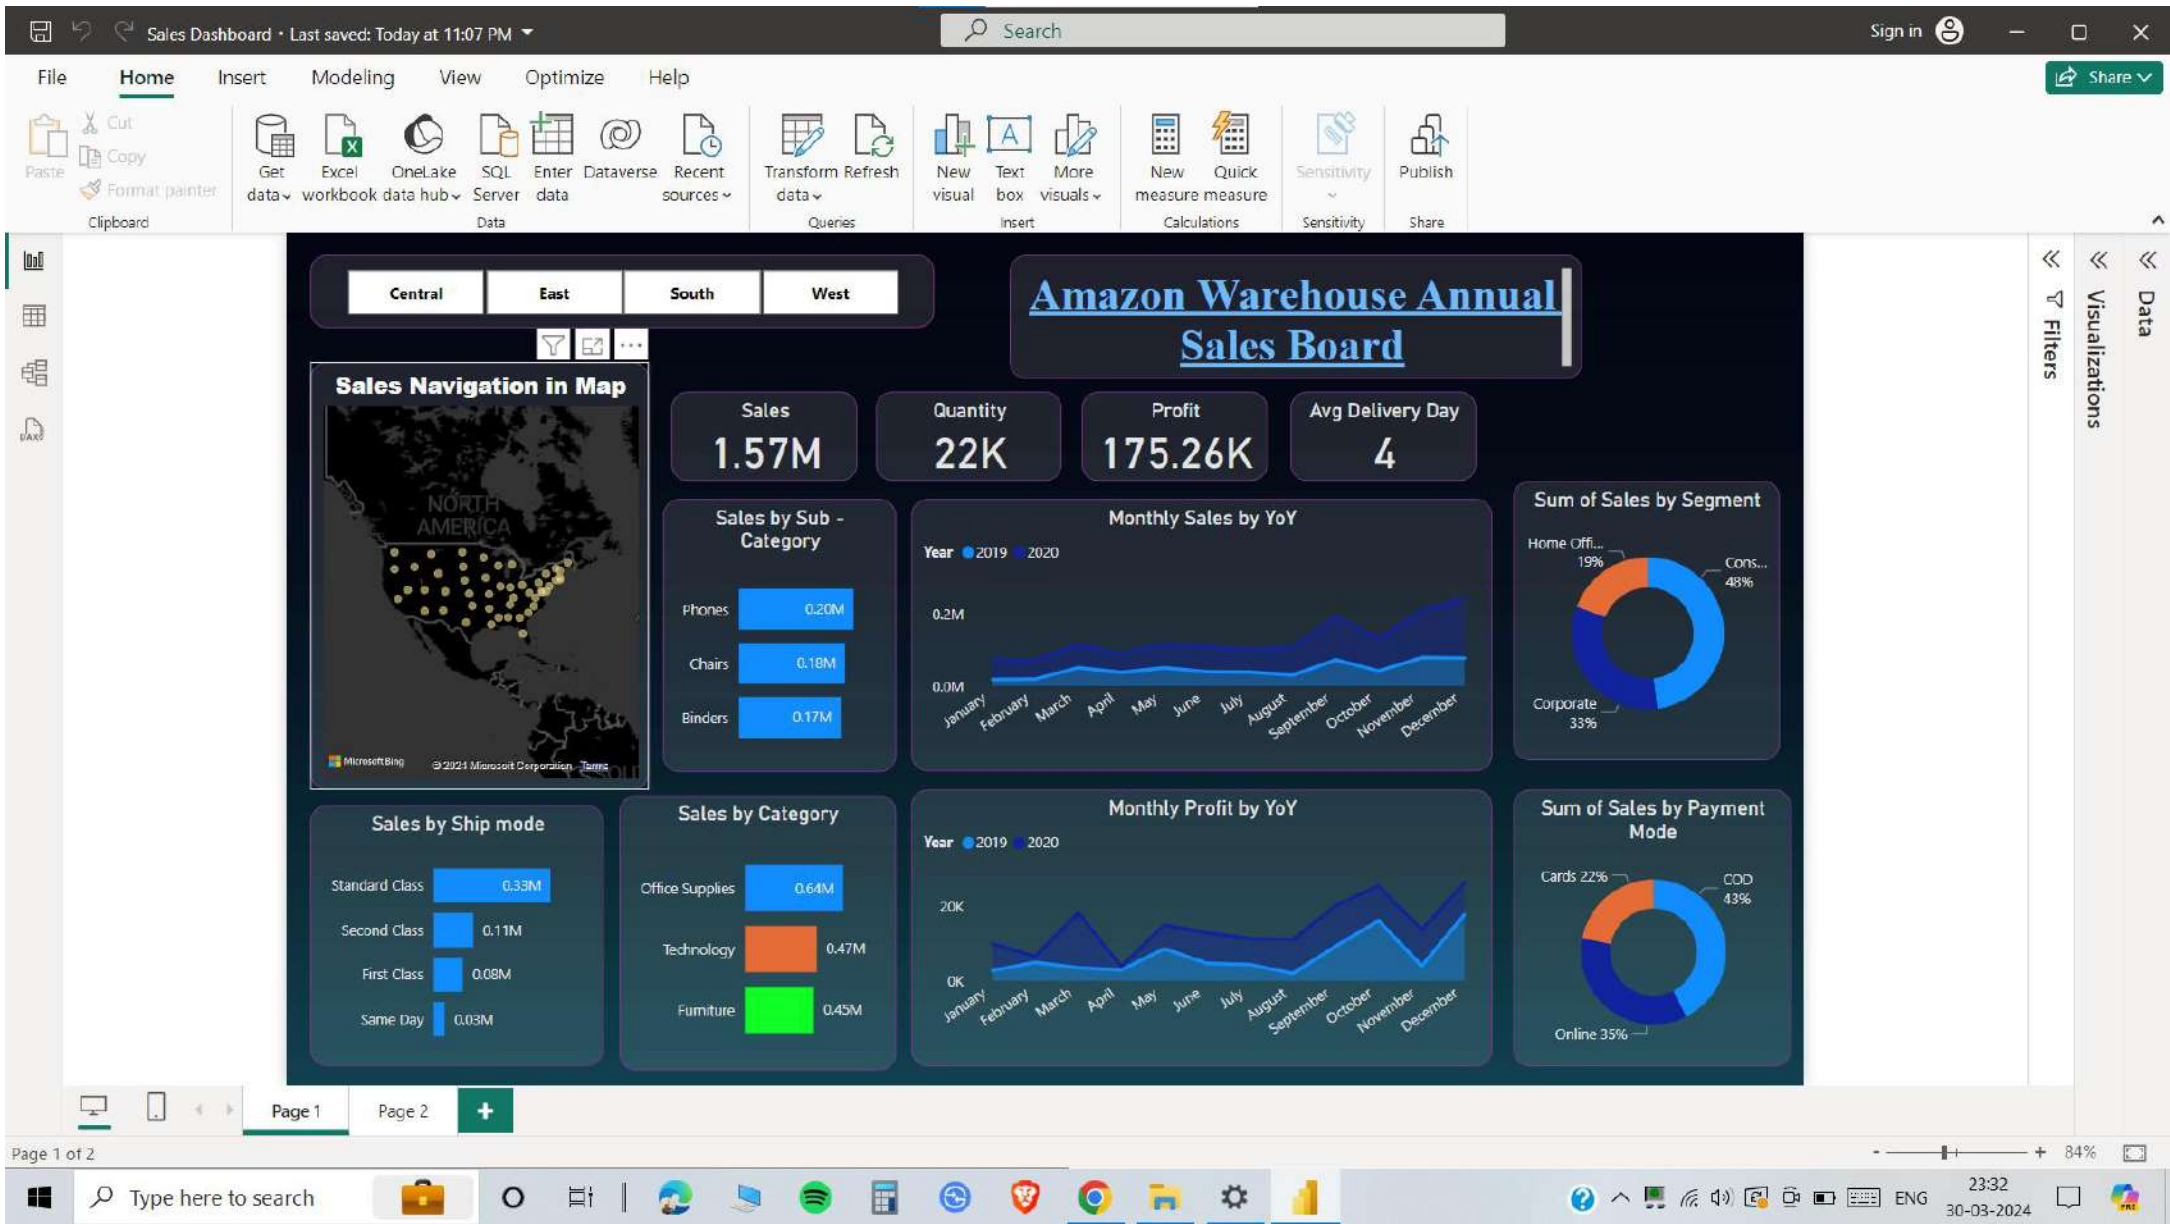 Sales Dashboard • Last saved: Today at 11:07 PM
Search
Sign in
File
Home
Insert
Modeling
View
Optimize
Help
Share
Paste
Cut
Copy
Format painter
Clipboard
Get data
Excel workbook
OneLake data hub
SQL Server
Enter data
Dataverse
Recent sources
Data
Transform data
Refresh
Queries
New visual
Text box
More visuals
Insert
New measure
Quick measure
Calculations
Sensitivity
Sensitivity
Publish
Share
DAX
Filters
Visualizations
Data
Central
East
South
West
Amazon Warehouse Annual
Sales Board
Sales Navigation in Map
NORTH
AMERICA
Microsoft Bing
© 2024 Microsoft Corporation
Terms
Sales
1.57M
Quantity
22K
Profit
175.26K
Avg Delivery Day
4
Sales by Sub -
Category
Phones
0.20M
Chairs
0.18M
Binders
0.17M
Monthly Sales by YoY
Year 2019 2020
0.2M
0.0M
January
February
March
April
May
June
July
August
September
October
November
December
Sum of Sales by Segment
Home Offi...
19%
Cons...
48%
Corporate
33%
Sales by Ship mode
Standard Class
0.33M
Second Class
0.11M
First Class
0.08M
Same Day
0.03M
Sales by Category
Office Supplies
0.64M
Technology
0.47M
Furniture
0.45M
Monthly Profit by YoY
Year 2019 2020
20K
0K
January
February
March
April
May
June
July
August
September
October
November
December
Sum of Sales by Payment
Mode
Cards 22%
COD
43%
Online 35%
Page 1
Page 2
Page 1 of 2
84%
Type here to search
ENG
23:32
30-03-2024